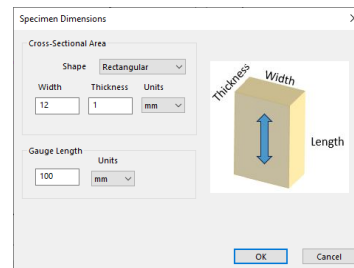 Specimen Dimensions
Cross-Sectional Area
Shape Rectangular
Width Thickness Units
12 1 mm
Gauge Length
Units
100 mm
Thickness
Width
Length
OK Cancel